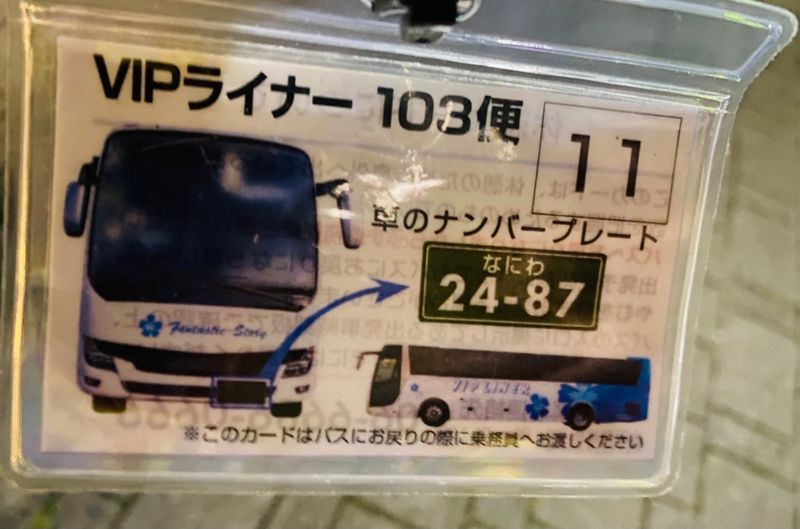 VIPライナー 103便
11
車のナンバープレート
なにわ
24-87
Fantastic Story
VIP LINER
※このカードはバスにお戻りの際に乗務員へお渡しください